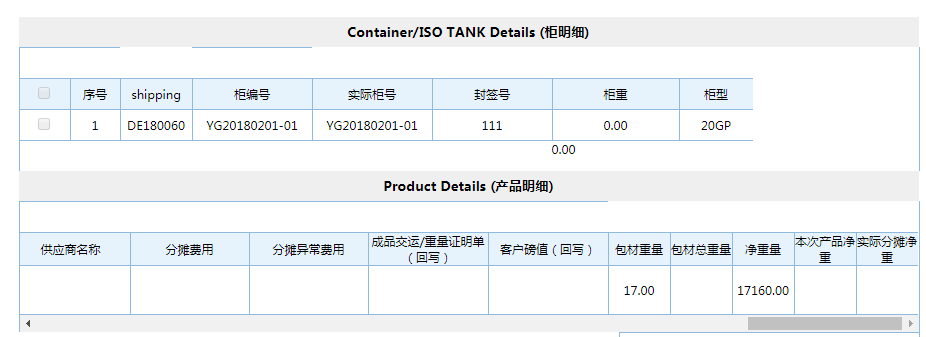 Container/ISO TANK Details (柜明细)
序号 shipping 柜编号 实际柜号 封签号 柜重 柜型
1 DE180060 YG20180201-01 YG20180201-01 111 0.00 20GP
0.00
Product Details (产品明细)
供应商名称 分摊费用 分摊异常费用 成品交运/重量证明单（回写） 客户磅值（回写） 包材重量 包材总重量 净重量 本次产品净重 实际分摊净重
17.00 17160.00